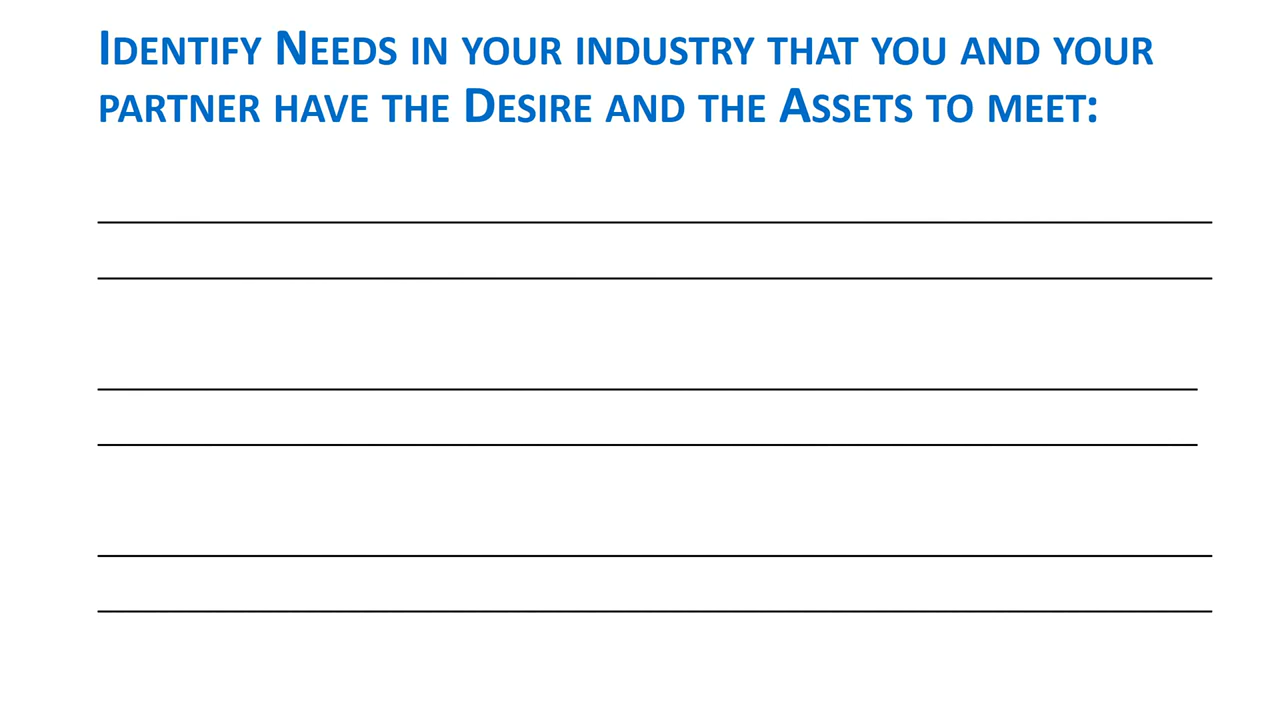 Identify Needs in your industry that you and your
partner have the Desire and the Assets to meet: